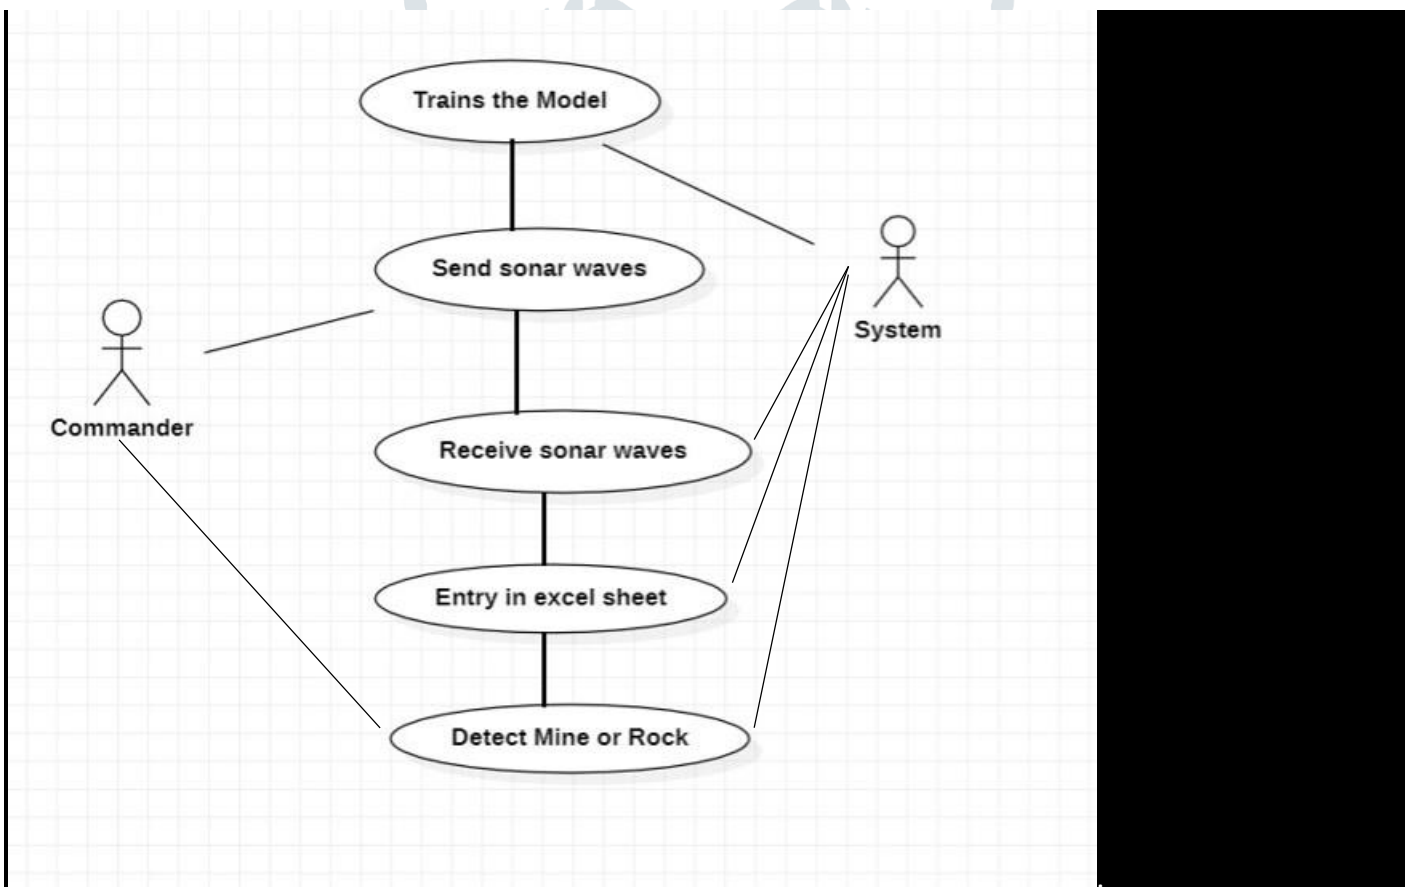 Trains the Model
Send sonar waves
System
Commander
Receive sonar waves
Entry in excel sheet
Detect Mine or Rock